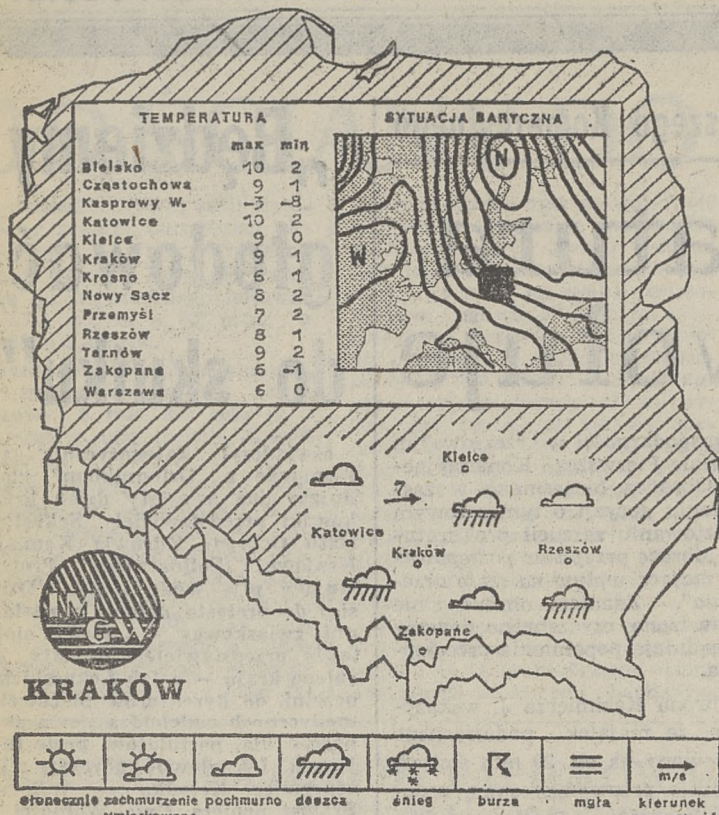 TEMPERATURA
max min
Bielsko 10 2
Częstochowa 9 1
Kasprowy W. -3 -8
Katowice 10 2
Kielce 9 0
Kraków 9 1
Krosno 6 1
Nowy Sącz 8 2
Przemyśl 7 2
Rzeszów 8 1
Tarnów 9 2
Zakopane 6 -1
Warszawa 6 0
SYTUACJA BARYCZNA
N
W
Kielce
7
Katowice
Kraków
Rzeszów
Zakopane
IM
GW
KRAKÓW
m/s
słonecznie zachmurzenie pochmurno deszcz śnieg burza mgła kierunek